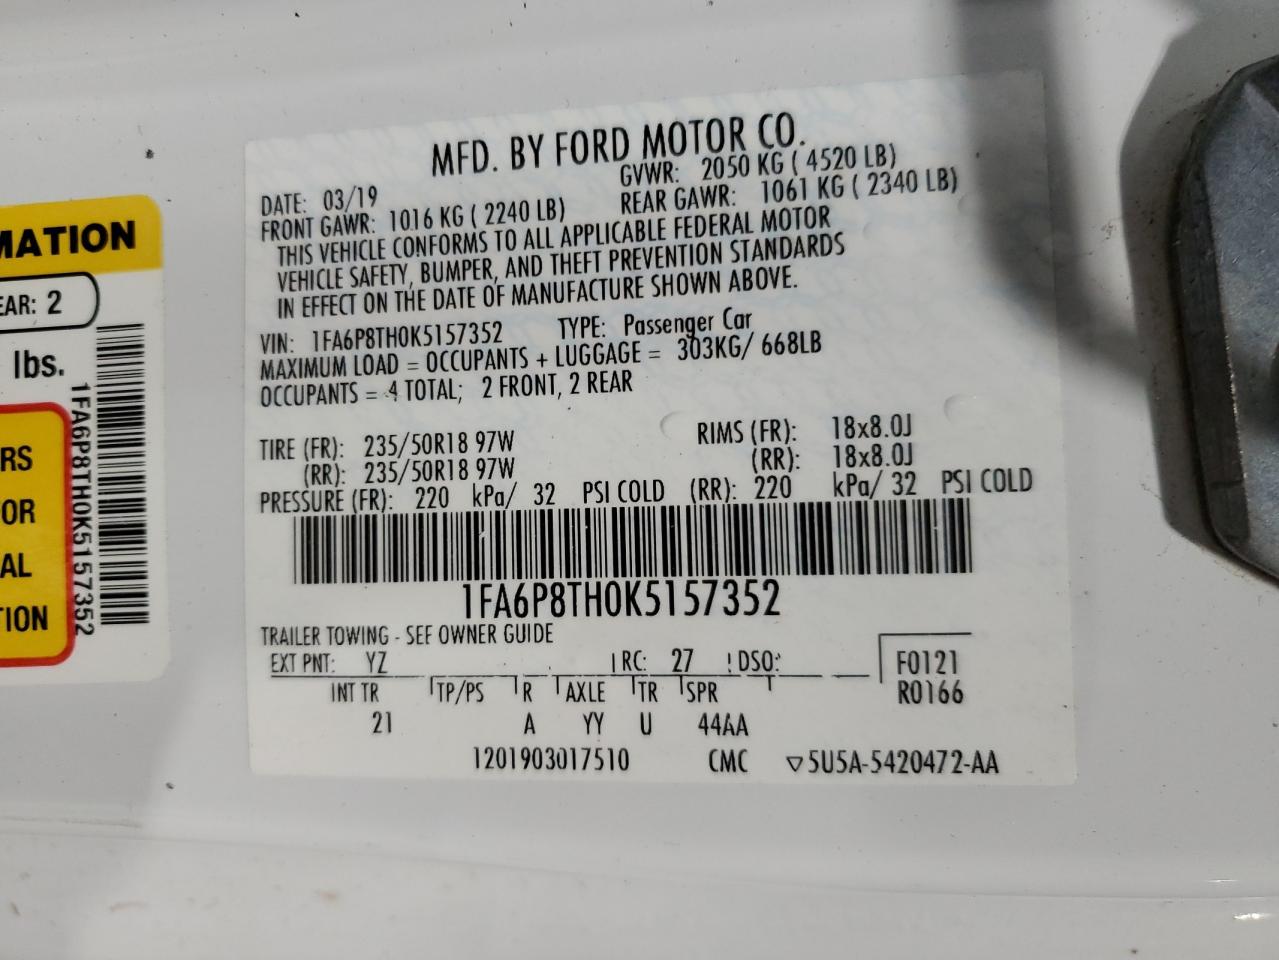 MFD. BY FORD MOTOR CO.
DATE: 03/19 GVWR: 2050 KG ( 4520 LB)
FRONT GAWR: 1016 KG ( 2240 LB) REAR GAWR: 1061 KG ( 2340 LB)
THIS VEHICLE CONFORMS TO ALL APPLICABLE FEDERAL MOTOR
VEHICLE SAFETY, BUMPER, AND THEFT PREVENTION STANDARDS
IN EFFECT ON THE DATE OF MANUFACTURE SHOWN ABOVE.
VIN: 1FA6P8TH0K5157352 TYPE: Passenger Car
MAXIMUM LOAD = OCCUPANTS + LUGGAGE = 303KG/ 668LB
OCCUPANTS = 4 TOTAL; 2 FRONT, 2 REAR
TIRE (FR): 235/50R18 97W RIMS (FR): 18x8.0J
(RR): 235/50R18 97W (RR): 18x8.0J
PRESSURE (FR): 220 kPa/ 32 PSI COLD (RR): 220 kPa/ 32 PSI COLD
1FA6P8TH0K5157352
TRAILER TOWING - SEE OWNER GUIDE
EXT PNT: YZ RC: 27 DSO: F0121
INT TR TP/PS R AXLE TR SPR R0166
21 A YY U 44AA
1201903017510 CMC ▽5U5A-5420472-AA
MATION
EAR: 2
lbs.
1FA6P8TH0K5157352
RS
OR
AL
TION